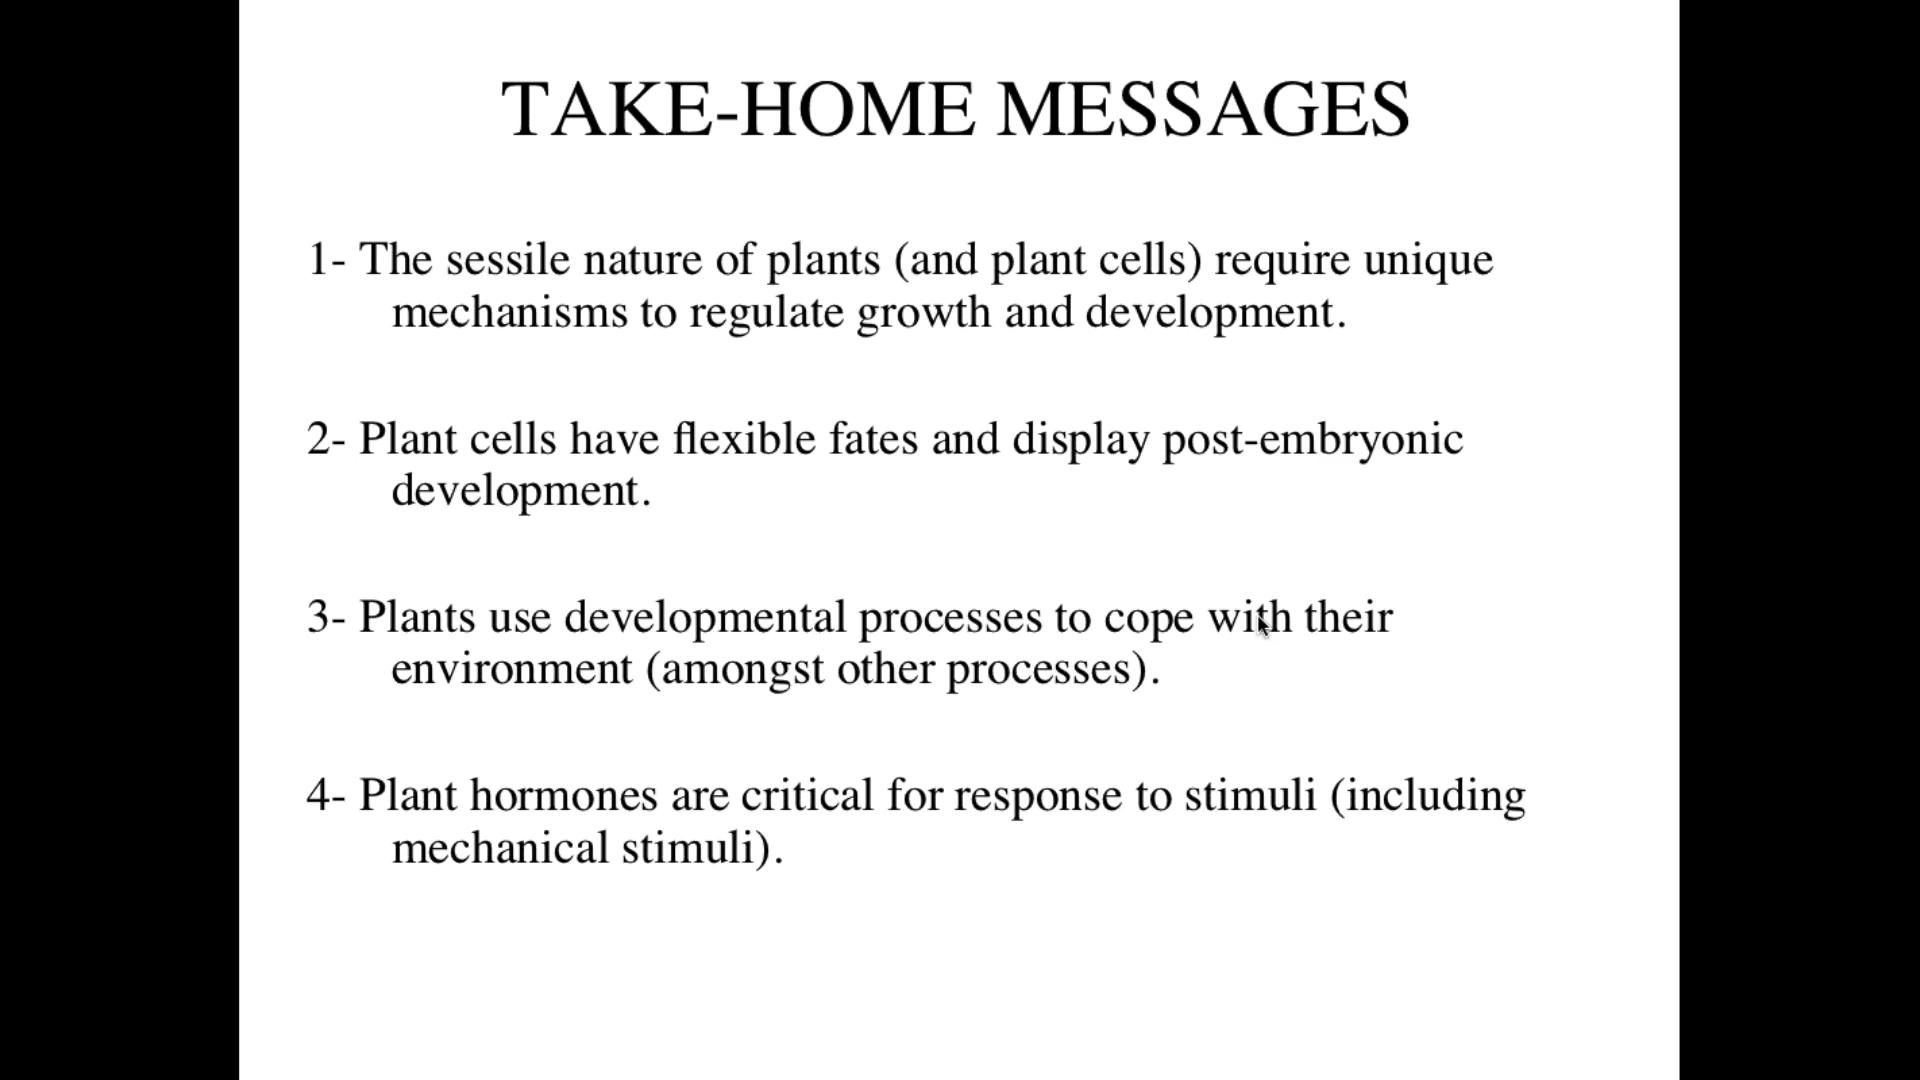 TAKE-HOME MESSAGES
1- The sessile nature of plants (and plant cells) require unique
mechanisms to regulate growth and development.
2- Plant cells have flexible fates and display post-embryonic
development.
3- Plants use developmental processes to cope with their
environment (amongst other processes).
4- Plant hormones are critical for response to stimuli (including
mechanical stimuli).